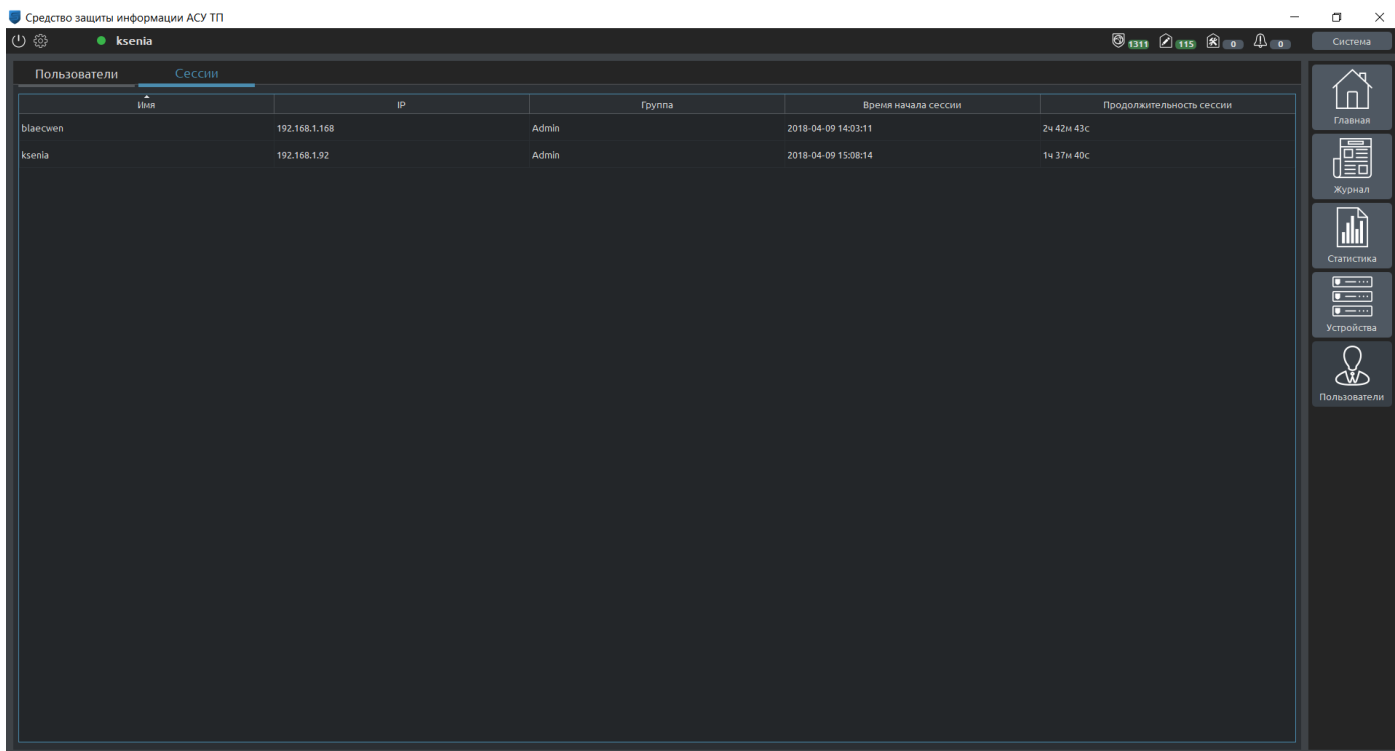 Средство защиты информации АСУ ТП
ksenia 1311 115 0 0 Система
Пользователи Сессии
Имя IP Группа Время начала сессии Продолжительность сессии
blaecwen 192.168.1.168 Admin 2018-04-09 14:03:11 2ч 42м 43с
ksenia 192.168.1.92 Admin 2018-04-09 15:08:14 1ч 37м 40с
Главная
Журнал
Статистика
Устройства
Пользователи